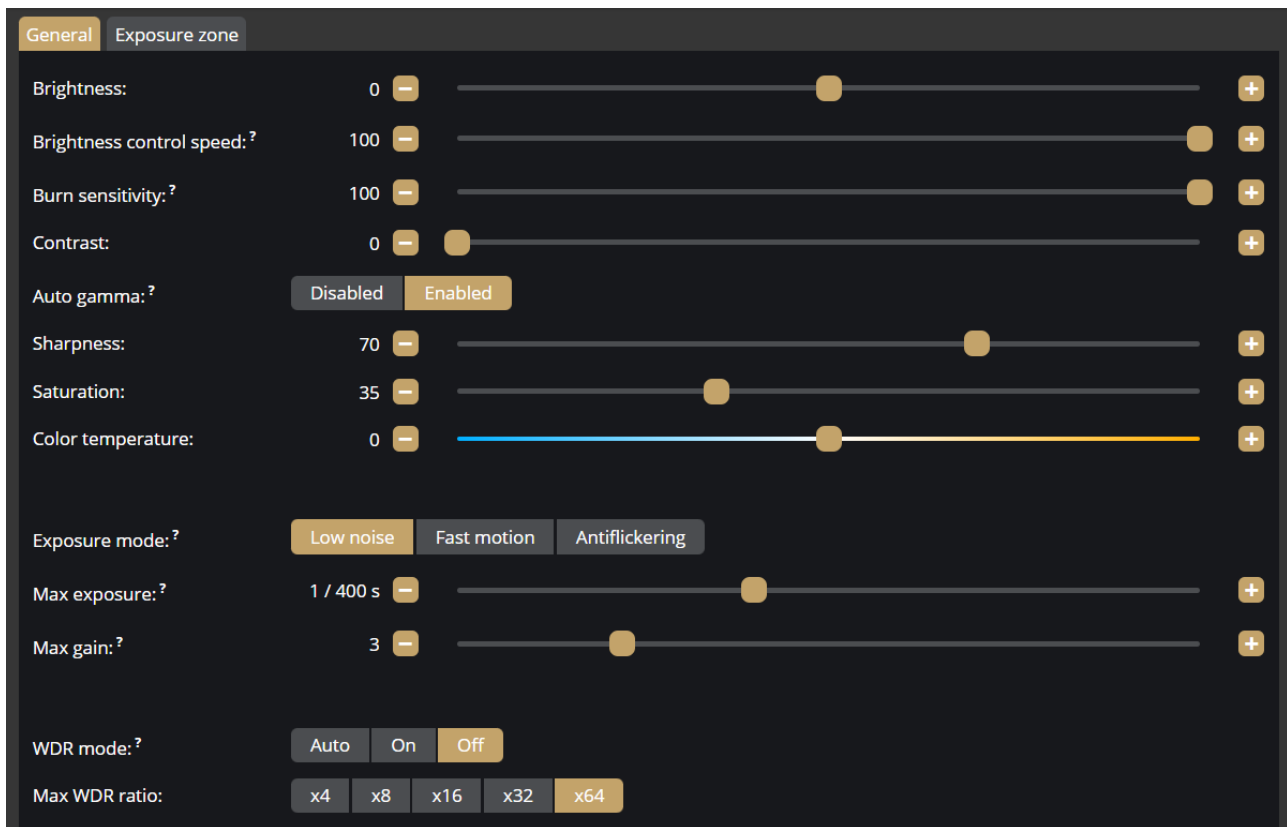 General Exposure zone
Brightness: 0
Brightness control speed: ? 100
Burn sensitivity: ? 100
Contrast: 0
Auto gamma: ? Disabled Enabled
Sharpness: 70
Saturation: 35
Color temperature: 0
Exposure mode: ? Low noise Fast motion Antiflickering
Max exposure: ? 1 / 400 s
Max gain: ? 3
WDR mode: ? Auto On Off
Max WDR ratio: x4 x8 x16 x32 x64